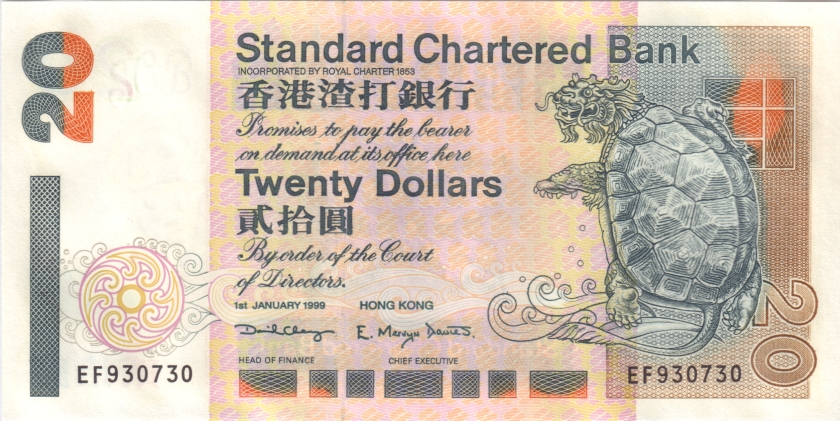 20
Standard Chartered Bank
INCORPORATED BY ROYAL CHARTER 1853
香港渣打銀行
Promises to pay the bearer
on demand at its office here
Twenty Dollars
貳拾圓
By order of the Court
of Directors.
1st JANUARY 1999 HONG KONG
E. Mervyn Davies.
HEAD OF FINANCE CHIEF EXECUTIVE
EF930730 EF930730
20